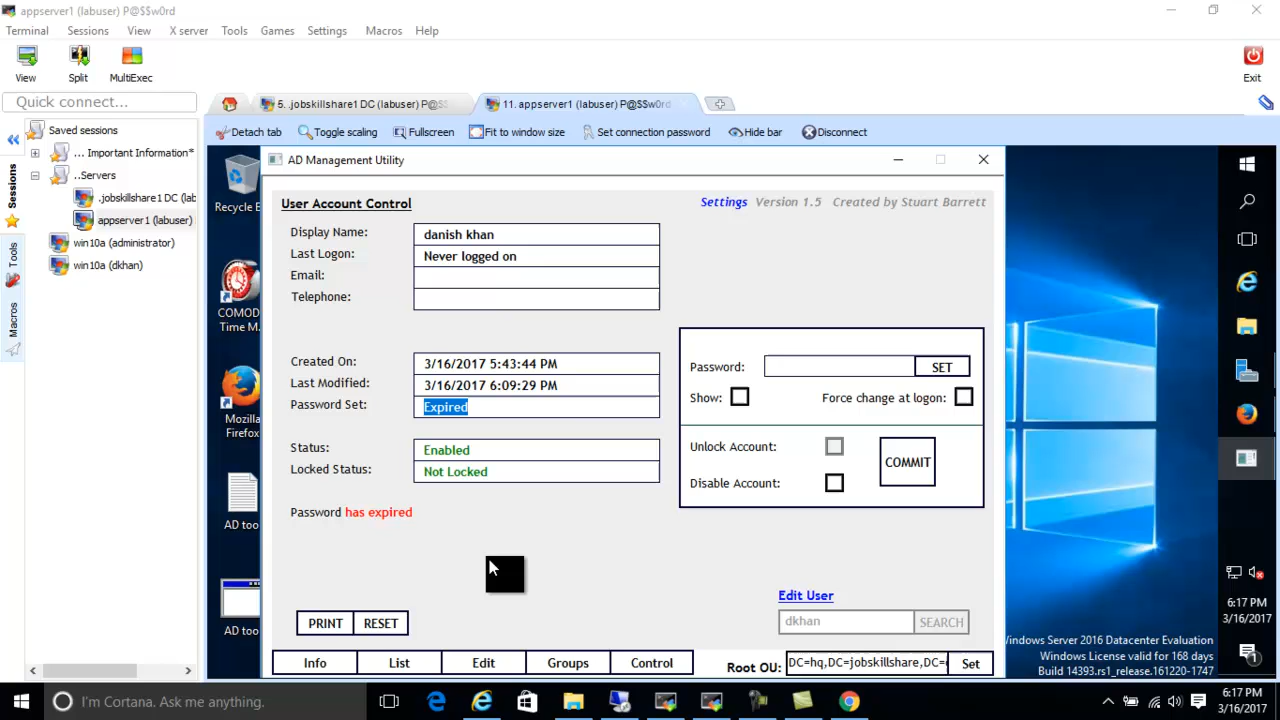 appserver1 (labuser) P@$$w0rd
Terminal Sessions View X server Tools Games Settings Macros Help
View Split MultiExec Exit
Quick connect...
5. .jobskillshare1 DC (labuser) P@$$
11. appserver1 (labuser) P@$$w0rd
Detach tab Toggle scaling Fullscreen Fit to window size Set connection password Hide bar Disconnect
Sessions
Tools
Macros
Saved sessions
... Important Information*
..Servers
.jobskillshare1 DC (lab
appserver1 (labuser)
win10a (administrator)
win10a (dkhan)
Recycle B
COMOD
Time M.
Mozill
Firefox
AD too
AD too
AD Management Utility
User Account Control
Settings Version 1.5 Created by Stuart Barrett
Display Name: danish khan
Last Logon: Never logged on
Email:
Telephone:
Created On: 3/16/2017 5:43:44 PM
Last Modified: 3/16/2017 6:09:29 PM
Password Set: Expired
Status: Enabled
Locked Status: Not Locked
Password has expired
Password: SET
Show: Force change at logon:
Unlock Account:
COMMIT
Disable Account:
Edit User
dkhan SEARCH
PRINT RESET
Info List Edit Groups Control
Root OU: DC=hq,DC=jobskillshare,DC= Set
6:17 PM
3/16/2017
1
indows Server 2016 Datacenter Evaluation
Windows License valid for 168 days
Build 14393.rs1_release.161220-1747
I'm Cortana. Ask me anything.
6:17 PM
3/16/2017